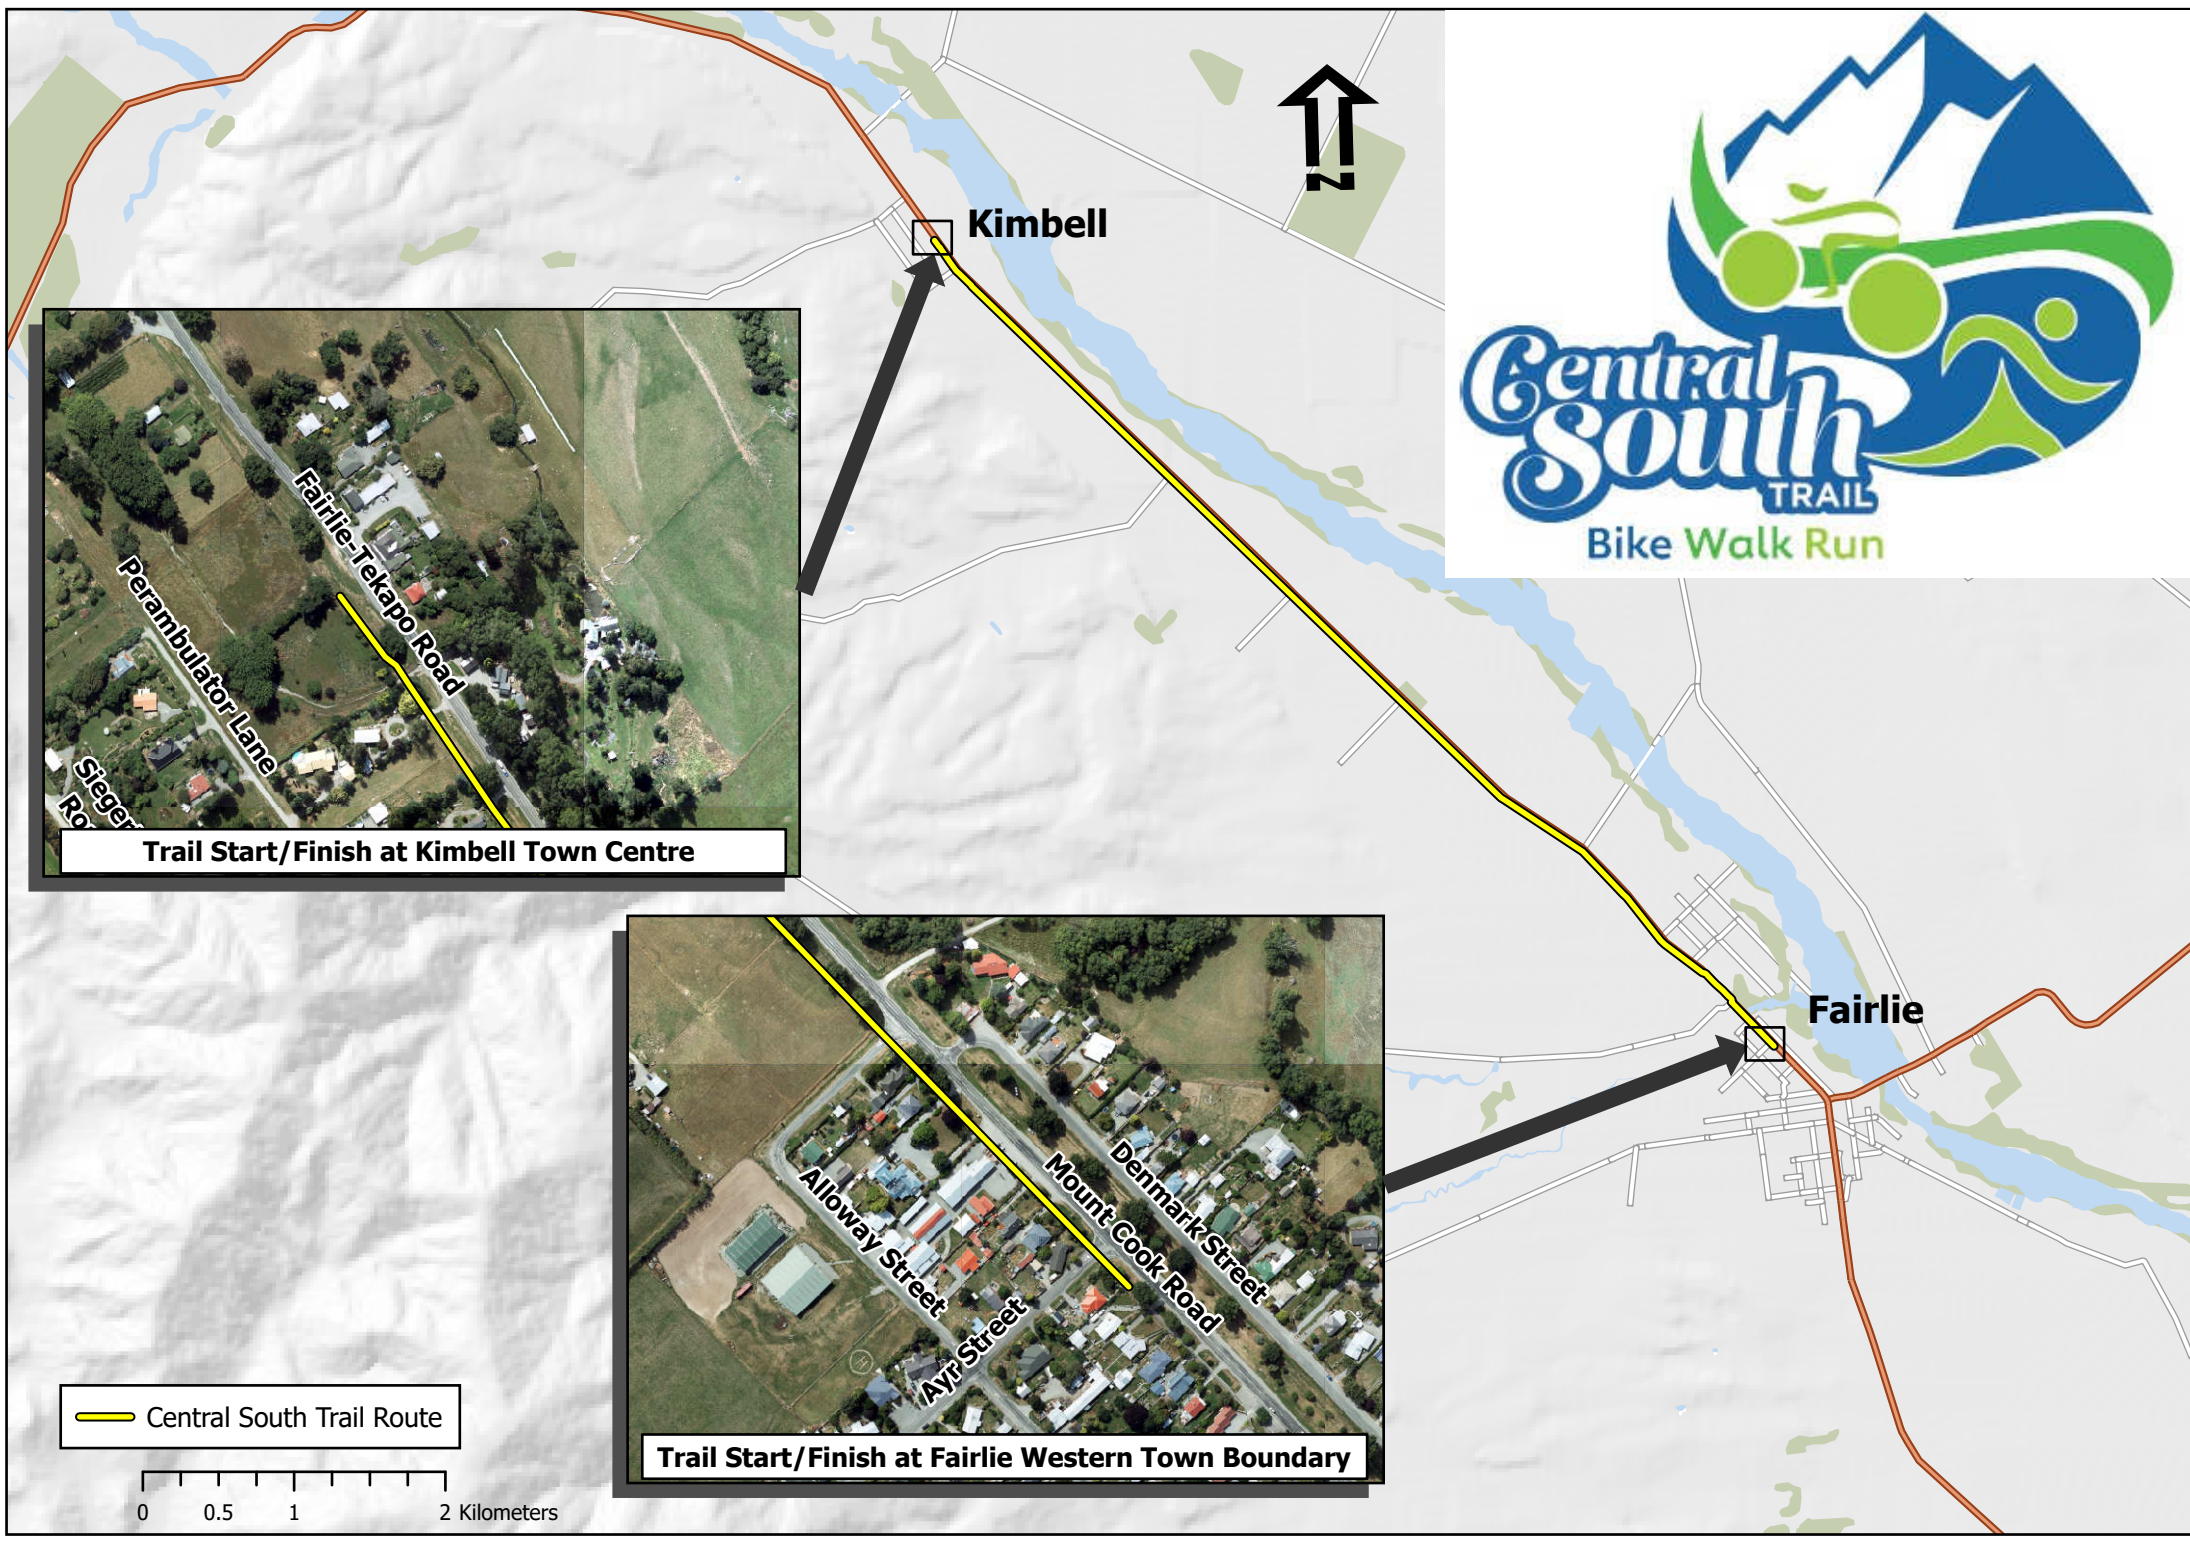 N
Kimbell
Central
South
TRAIL
Bike Walk Run
Fairlie-Tekapo Road
Perambulator Lane
Trail Start/Finish at Kimbell Town Centre
Fairlie
Denmark Street
Mount Cook Road
Alloway Street
Ayr Street
Trail Start/Finish at Fairlie Western Town Boundary
Central South Trail Route
0 0.5 1 2 Kilometers